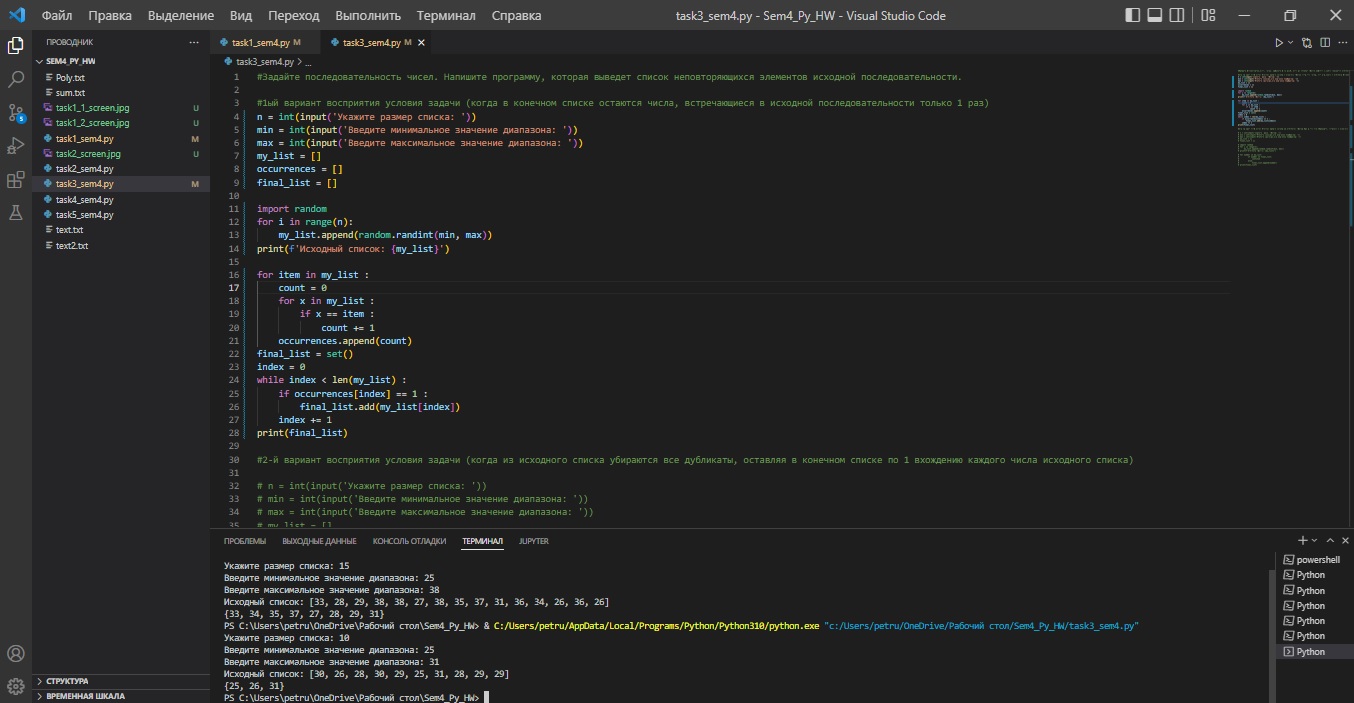 Файл Правка Выделение Вид Переход Выполнить Терминал Справка
task3_sem4.py - Sem4_Py_HW - Visual Studio Code
ПРОВОДНИК
SEM4_PY_HW
Poly.txt
sum.txt
task1_1_screen.jpg U
task1_2_screen.jpg U
task1_sem4.py M
task2_screen.jpg U
task2_sem4.py
task3_sem4.py M
task4_sem4.py
task5_sem4.py
text.txt
text2.txt
СТРУКТУРА
ВРЕМЕННАЯ ШКАЛА
5
task1_sem4.py M
task3_sem4.py M
task3_sem4.py > ...
1 #Задайте последовательность чисел. Напишите программу, которая выведет список неповторяющихся элементов исходной последовательности.
2
3 #1ый вариант восприятия условия задачи (когда в конечном списке остаются числа, встречающиеся в исходной последовательности только 1 раз)
4 n = int(input('Укажите размер списка: '))
5 min = int(input('Введите минимальное значение диапазона: '))
6 max = int(input('Введите максимальное значение диапазона: '))
7 my_list = []
8 occurrences = []
9 final_list = []
10
11 import random
12 for i in range(n):
13 my_list.append(random.randint(min, max))
14 print(f'Исходный список: {my_list}')
15
16 for item in my_list :
17 count = 0
18 for x in my_list :
19 if x == item :
20 count += 1
21 occurrences.append(count)
22 final_list = set()
23 index = 0
24 while index < len(my_list) :
25 if occurrences[index] == 1 :
26 final_list.add(my_list[index])
27 index += 1
28 print(final_list)
29
30 #2-й вариант восприятия условия задачи (когда из исходного списка убираются все дубликаты, оставляя в конечном списке по 1 вхождению каждого числа исходного списка)
31
32 # n = int(input('Укажите размер списка: '))
33 # min = int(input('Введите минимальное значение диапазона: '))
34 # max = int(input('Введите максимальное значение диапазона: '))
35 # my_list = []
ПРОБЛЕМЫ ВЫХОДНЫЕ ДАННЫЕ КОНСОЛЬ ОТЛАДКИ ТЕРМИНАЛ JUPYTER
Укажите размер списка: 15
Введите минимальное значение диапазона: 25
Введите максимальное значение диапазона: 38
Исходный список: [33, 28, 29, 38, 38, 27, 38, 35, 37, 31, 36, 34, 26, 36, 26]
{33, 34, 35, 37, 27, 28, 29, 31}
PS C:\Users\petru\OneDrive\Рабочий стол\Sem4_Py_HW> & C:/Users/petru/AppData/Local/Programs/Python/Python310/python.exe "c:/Users/petru/OneDrive/Рабочий стол/Sem4_Py_HW/task3_sem4.py"
Укажите размер списка: 10
Введите минимальное значение диапазона: 25
Введите максимальное значение диапазона: 31
Исходный список: [30, 26, 28, 30, 29, 25, 31, 28, 29, 29]
{25, 26, 31}
PS C:\Users\petru\OneDrive\Рабочий стол\Sem4_Py_HW>
powershell
Python
Python
Python
Python
Python
Python